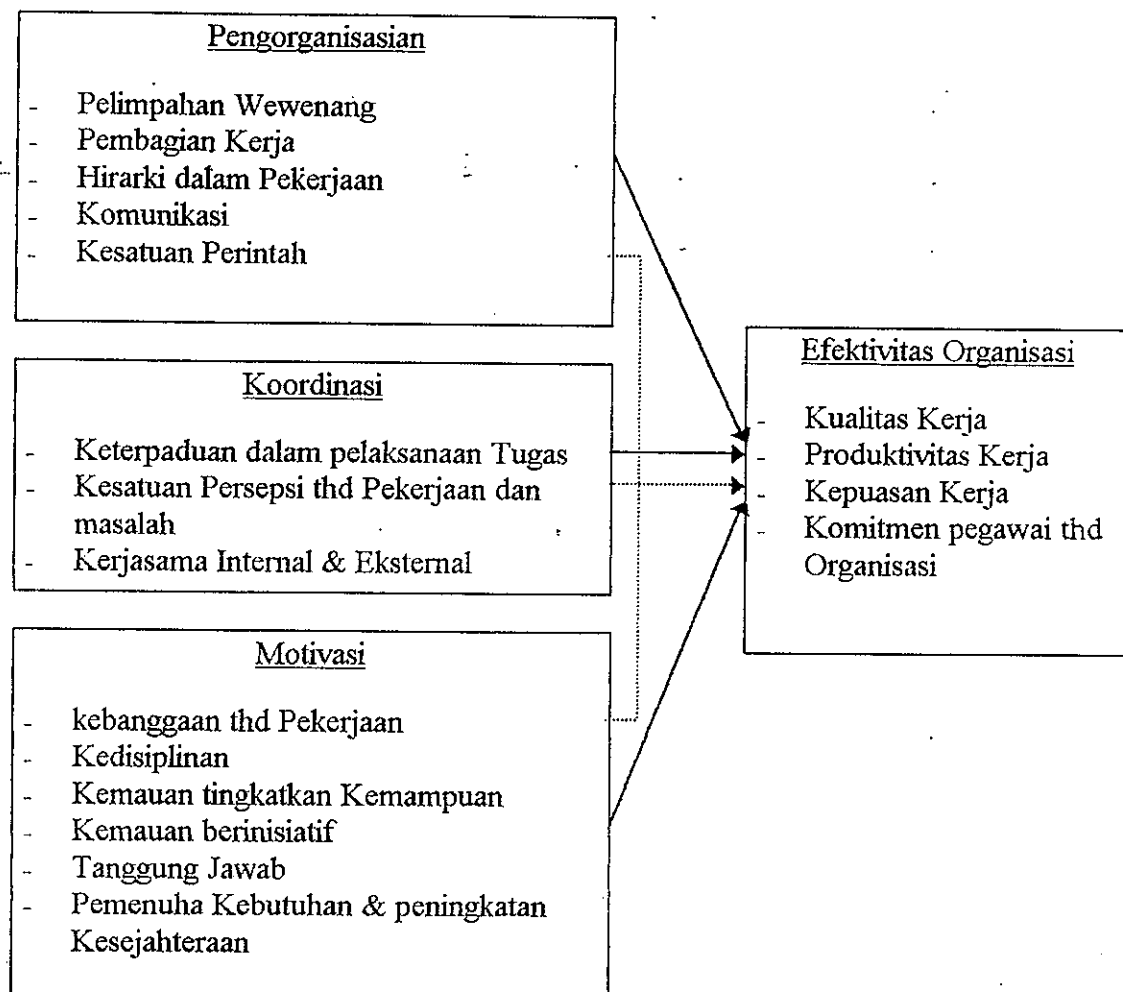 Pengorganisasian
- Pelimpahan Wewenang
- Pembagian Kerja
- Hirarki dalam Pekerjaan
- Komunikasi
- Kesatuan Perintah
Koordinasi
- Keterpaduan dalam pelaksanaan Tugas
- Kesatuan Persepsi thd Pekerjaan dan
masalah
- Kerjasama Internal & Eksternal
Motivasi
- kebanggaan thd Pekerjaan
- Kedisiplinan
- Kemauan tingkatkan Kemampuan
- Kemauan berinisiatif
- Tanggung Jawab
- Pemenuha Kebutuhan & peningkatan
Kesejahteraan
Efektivitas Organisasi
- Kualitas Kerja
- Produktivitas Kerja
- Kepuasan Kerja
- Komitmen pegawai thd
Organisasi